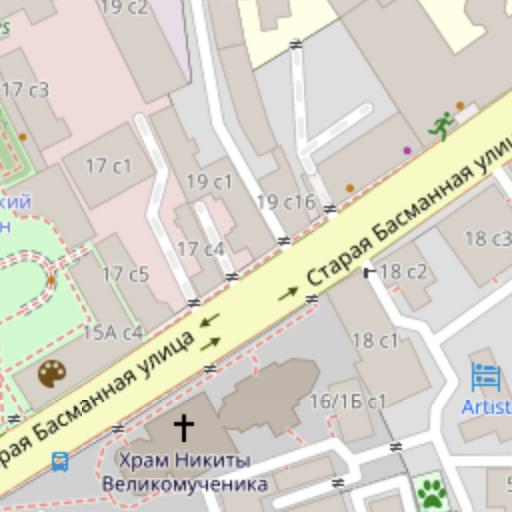 19 с2
17 с3
17 с1
19 с1
19 с16
17 с4
17 с5
15А с4
18 с3
18 с2
18 с1
16/1Б с1
Старая Басманная улица
Басманная улица
Храм Никиты
Великомученика
Artist